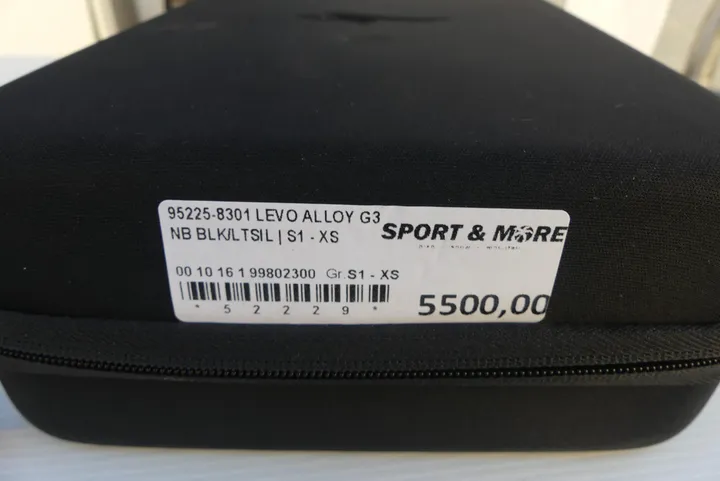 95225-8301 LEVO ALLOY G3
NB BLK/LTSIL | S1 - XS
SPORT & MORE
00 10 16 1 99802300 Gr.S1 - XS
* 5 2 2 2 9 *
5500,00